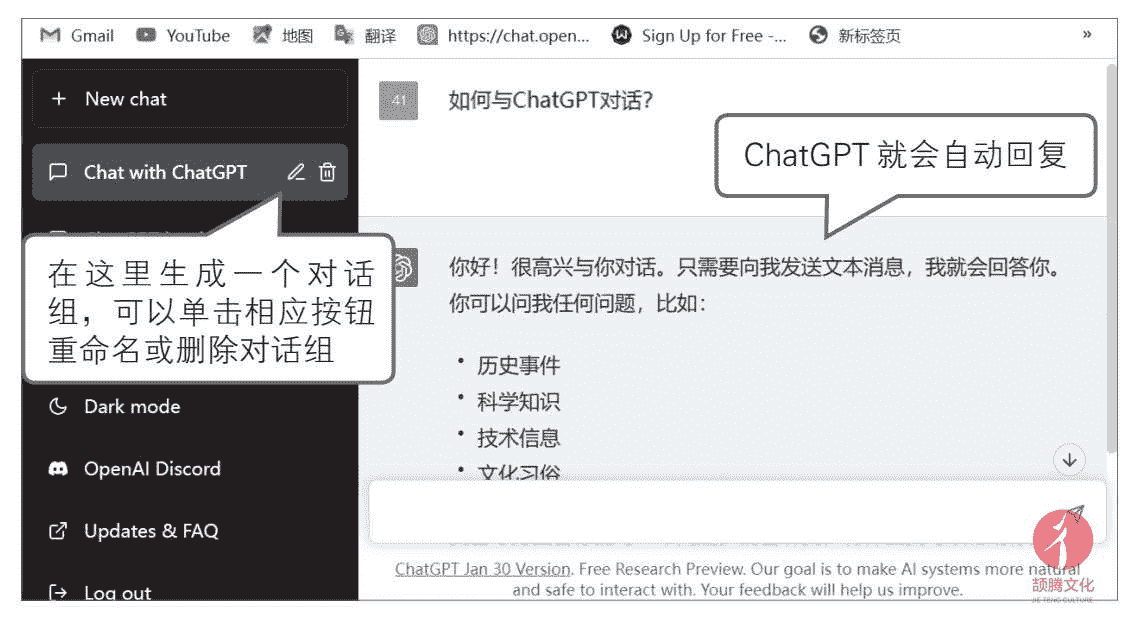 Gmail YouTube 地图 翻译 https://chat.open... Sign Up for Free -... 新标签页 »
+ New chat
41 如何与ChatGPT对话?
ChatGPT 就会自动回复
Chat with ChatGPT
在这里生成一个对话
组，可以单击相应按钮
重命名或删除对话组
你好！很高兴与你对话。只需要向我发送文本消息，我就会回答你。
你可以问我任何问题，比如：
• 历史事件
• 科学知识
• 技术信息
• 文化习俗
Dark mode
OpenAI Discord
Updates & FAQ
Log out
ChatGPT Jan 30 Version. Free Research Preview. Our goal is to make AI systems more natural
and safe to interact with. Your feedback will help us improve.
颉腾文化
JIE TENG CULTURE